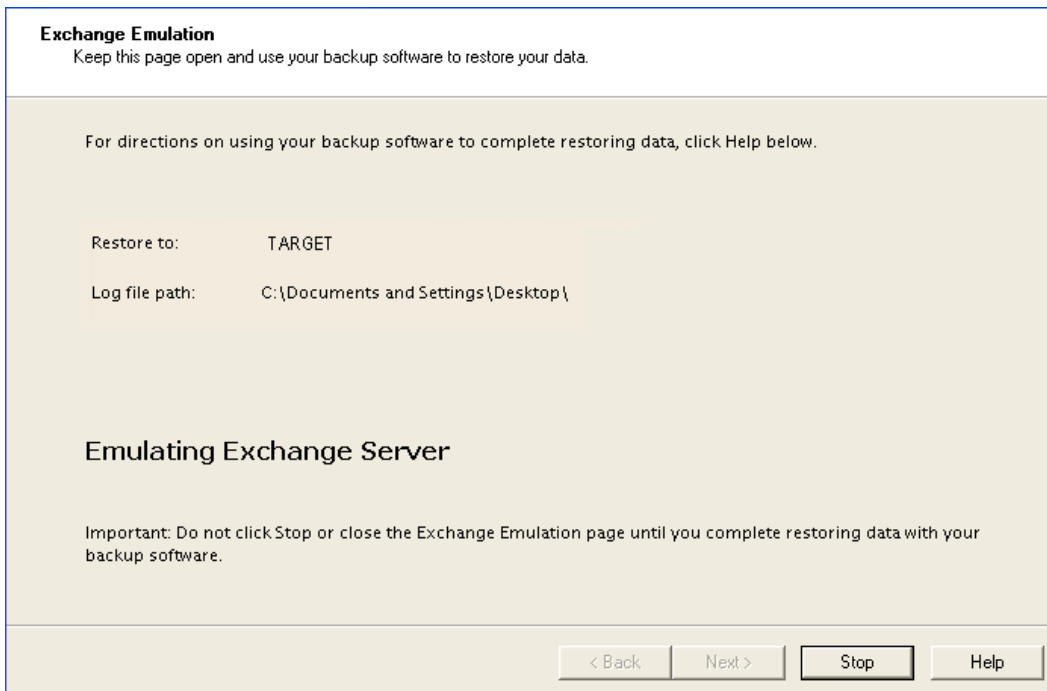 Exchange Emulation
Keep this page open and use your backup software to restore your data.
For directions on using your backup software to complete restoring data, click Help below.
Restore to: TARGET
Log file path: C:\Documents and Settings\Desktop\
Emulating Exchange Server
Important: Do not click Stop or close the Exchange Emulation page until you complete restoring data with your
backup software.
< Back Next > Stop Help